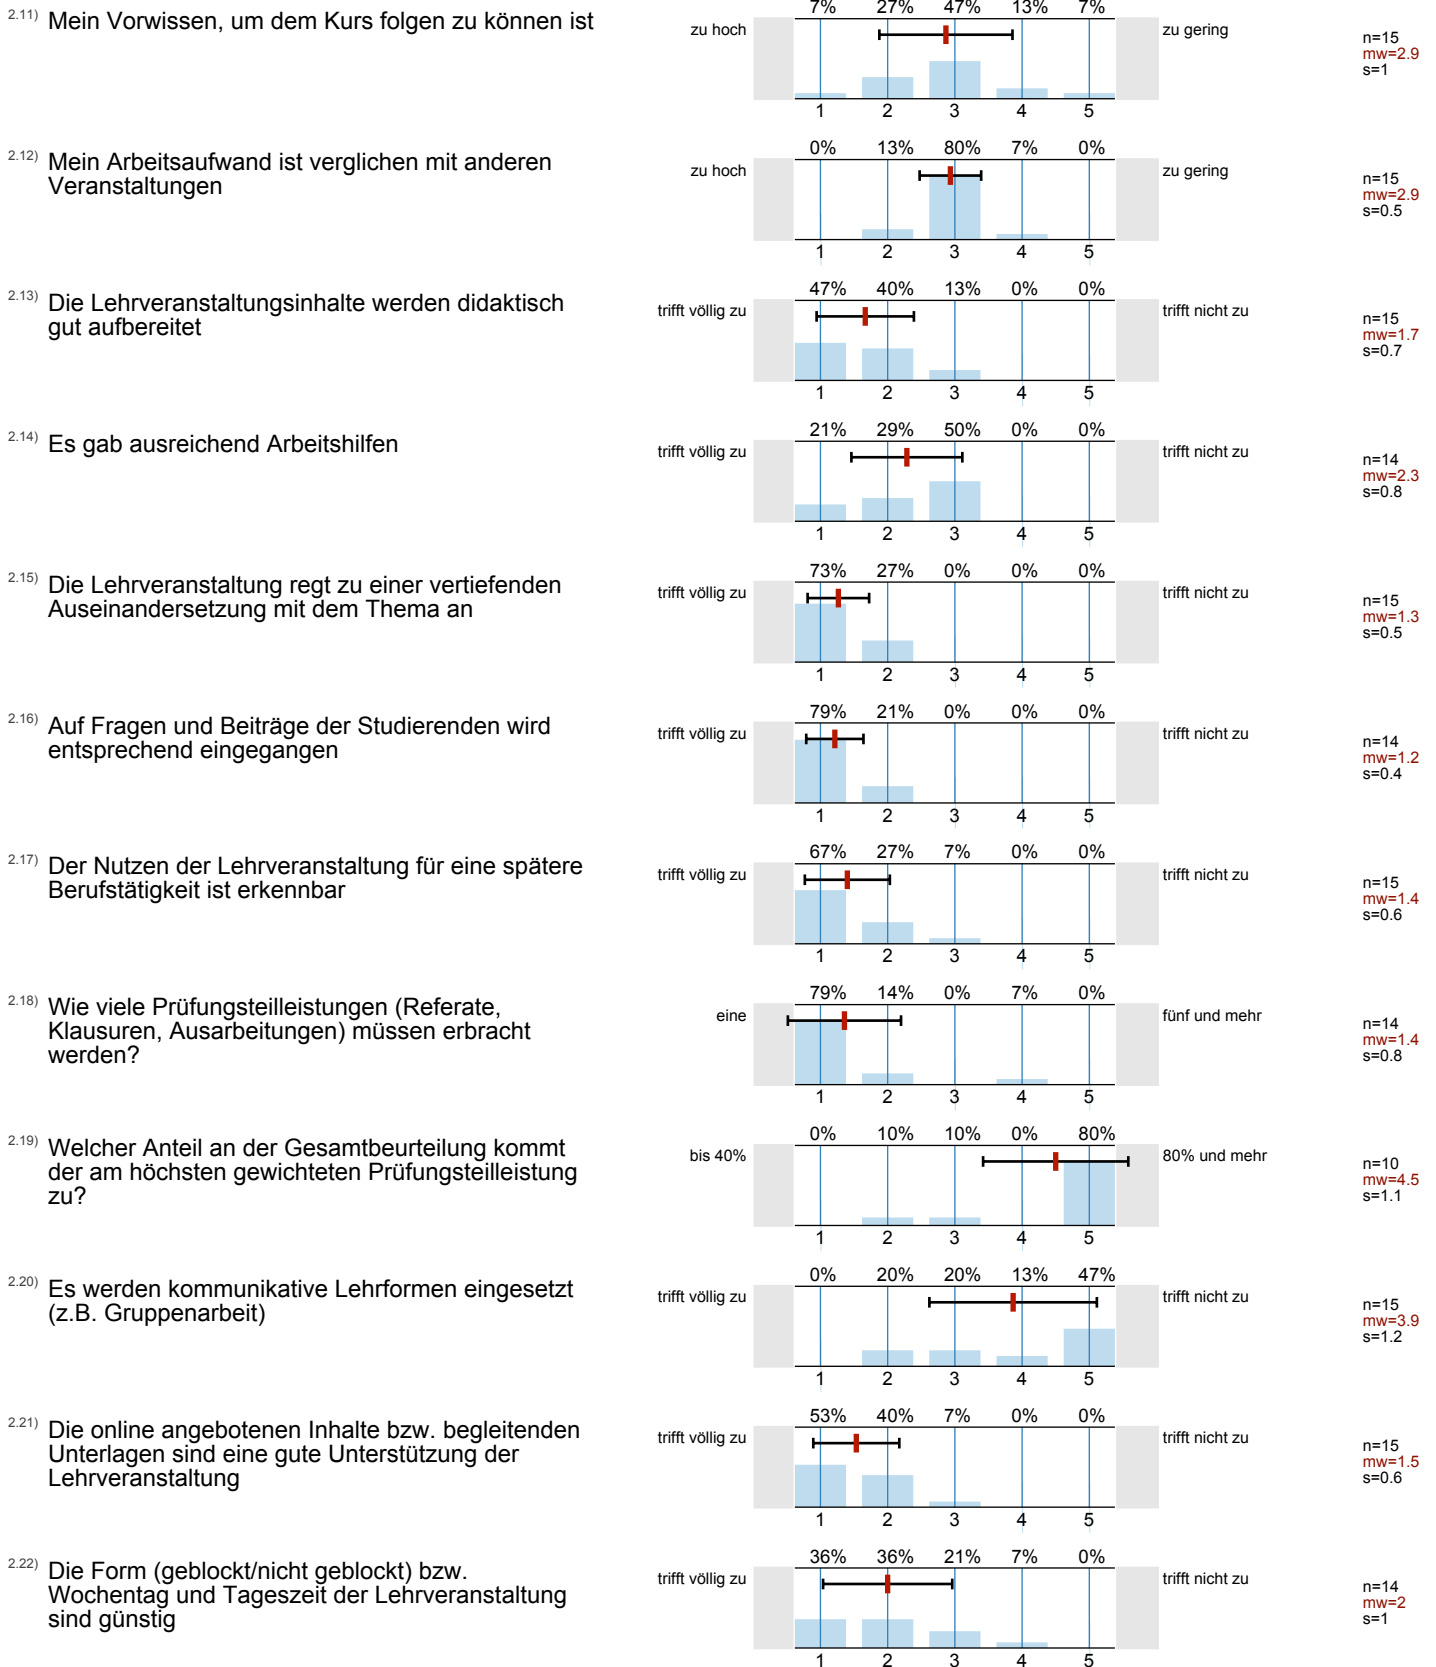 2.11) Mein Vorwissen, um dem Kurs folgen zu können ist
7% 27% 47% 13% 7%
zu hoch zu gering
n=15
mw=2.9
s=1
1 2 3 4 5
2.12) Mein Arbeitsaufwand ist verglichen mit anderen
Veranstaltungen
0% 13% 80% 7% 0%
zu hoch zu gering
n=15
mw=2.9
s=0.5
1 2 3 4 5
2.13) Die Lehrveranstaltungsinhalte werden didaktisch
gut aufbereitet
47% 40% 13% 0% 0%
trifft völlig zu trifft nicht zu
n=15
mw=1.7
s=0.7
1 2 3 4 5
2.14) Es gab ausreichend Arbeitshilfen
21% 29% 50% 0% 0%
trifft völlig zu trifft nicht zu
n=14
mw=2.3
s=0.8
1 2 3 4 5
2.15) Die Lehrveranstaltung regt zu einer vertiefenden
Auseinandersetzung mit dem Thema an
73% 27% 0% 0% 0%
trifft völlig zu trifft nicht zu
n=15
mw=1.3
s=0.5
1 2 3 4 5
2.16) Auf Fragen und Beiträge der Studierenden wird
entsprechend eingegangen
79% 21% 0% 0% 0%
trifft völlig zu trifft nicht zu
n=14
mw=1.2
s=0.4
1 2 3 4 5
2.17) Der Nutzen der Lehrveranstaltung für eine spätere
Berufstätigkeit ist erkennbar
67% 27% 7% 0% 0%
trifft völlig zu trifft nicht zu
n=15
mw=1.4
s=0.6
1 2 3 4 5
2.18) Wie viele Prüfungsteilleistungen (Referate,
Klausuren, Ausarbeitungen) müssen erbracht
werden?
79% 14% 0% 7% 0%
eine fünf und mehr
n=14
mw=1.4
s=0.8
1 2 3 4 5
2.19) Welcher Anteil an der Gesamtbeurteilung kommt
der am höchsten gewichteten Prüfungsteilleistung
zu?
0% 10% 10% 0% 80%
bis 40% 80% und mehr
n=10
mw=4.5
s=1.1
1 2 3 4 5
2.20) Es werden kommunikative Lehrformen eingesetzt
(z.B. Gruppenarbeit)
0% 20% 20% 13% 47%
trifft völlig zu trifft nicht zu
n=15
mw=3.9
s=1.2
1 2 3 4 5
2.21) Die online angebotenen Inhalte bzw. begleitenden
Unterlagen sind eine gute Unterstützung der
Lehrveranstaltung
53% 40% 7% 0% 0%
trifft völlig zu trifft nicht zu
n=15
mw=1.5
s=0.6
1 2 3 4 5
2.22) Die Form (geblockt/nicht geblockt) bzw.
Wochentag und Tageszeit der Lehrveranstaltung
sind günstig
36% 36% 21% 7% 0%
trifft völlig zu trifft nicht zu
n=14
mw=2
s=1
1 2 3 4 5